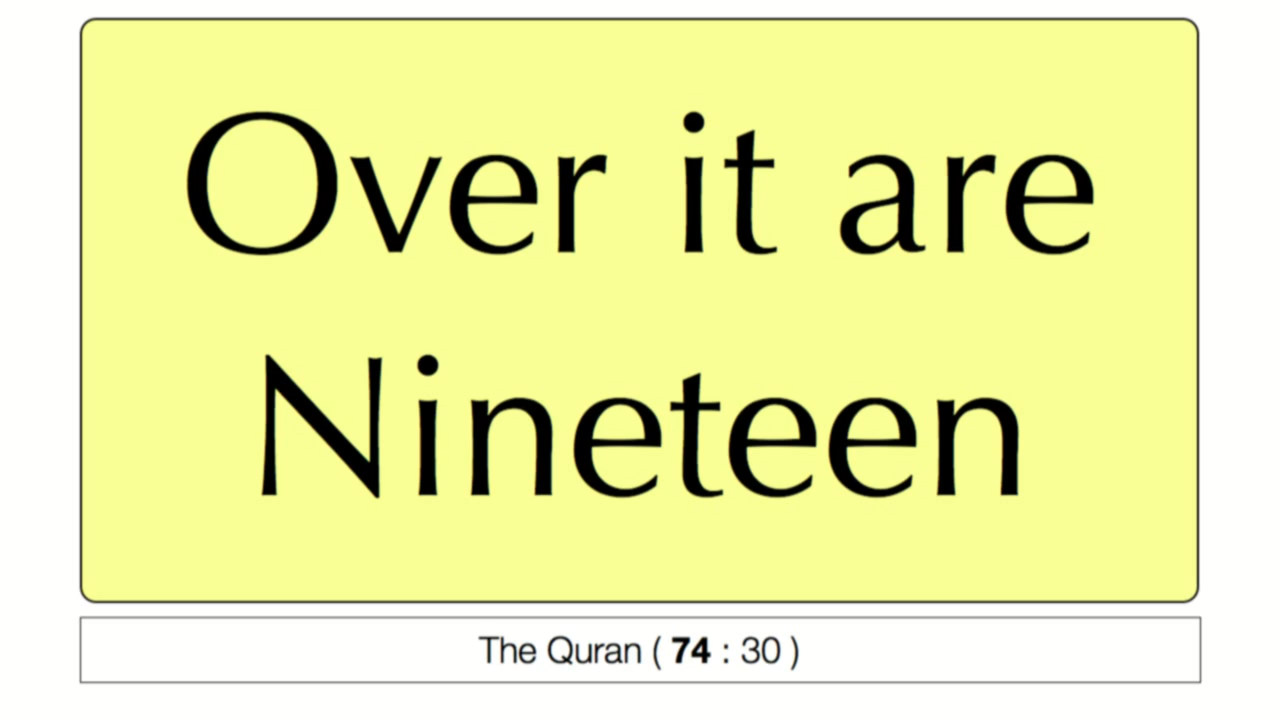 Over it are
Nineteen
The Quran ( 74 : 30 )